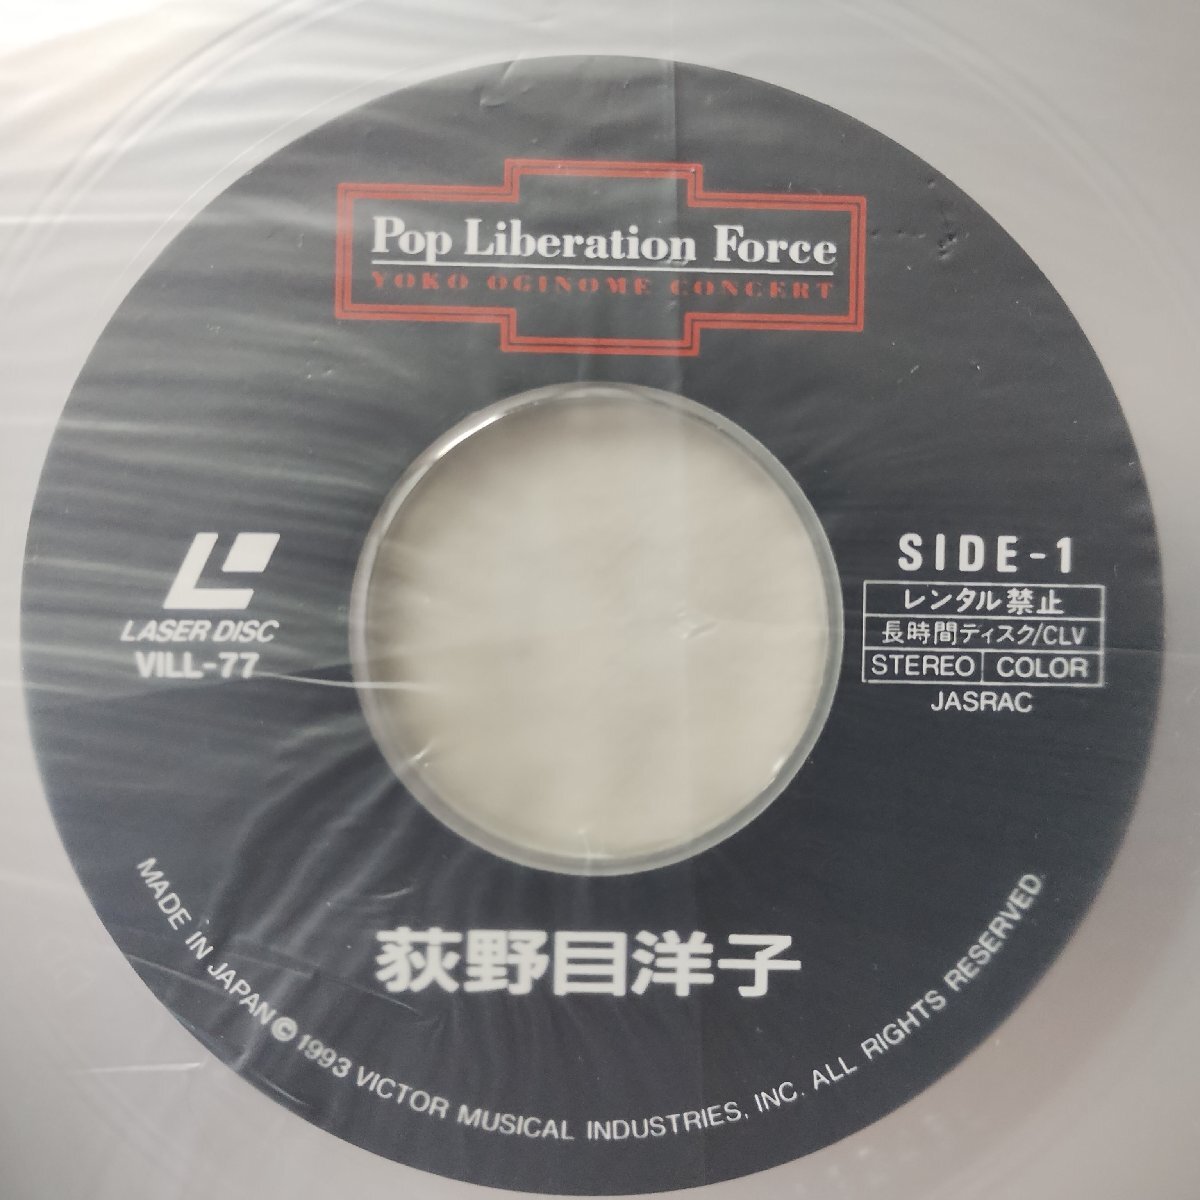 Pop Liberation Force
YOKO OGINOME CONCERT
LASER DISC
VILL-77
SIDE-1
レンタル禁止
長時間ディスク/CLV
STEREO COLOR
JASRAC
荻野目洋子
MADE IN JAPAN © 1993 VICTOR MUSICAL INDUSTRIES, INC. ALL RIGHTS RESERVED